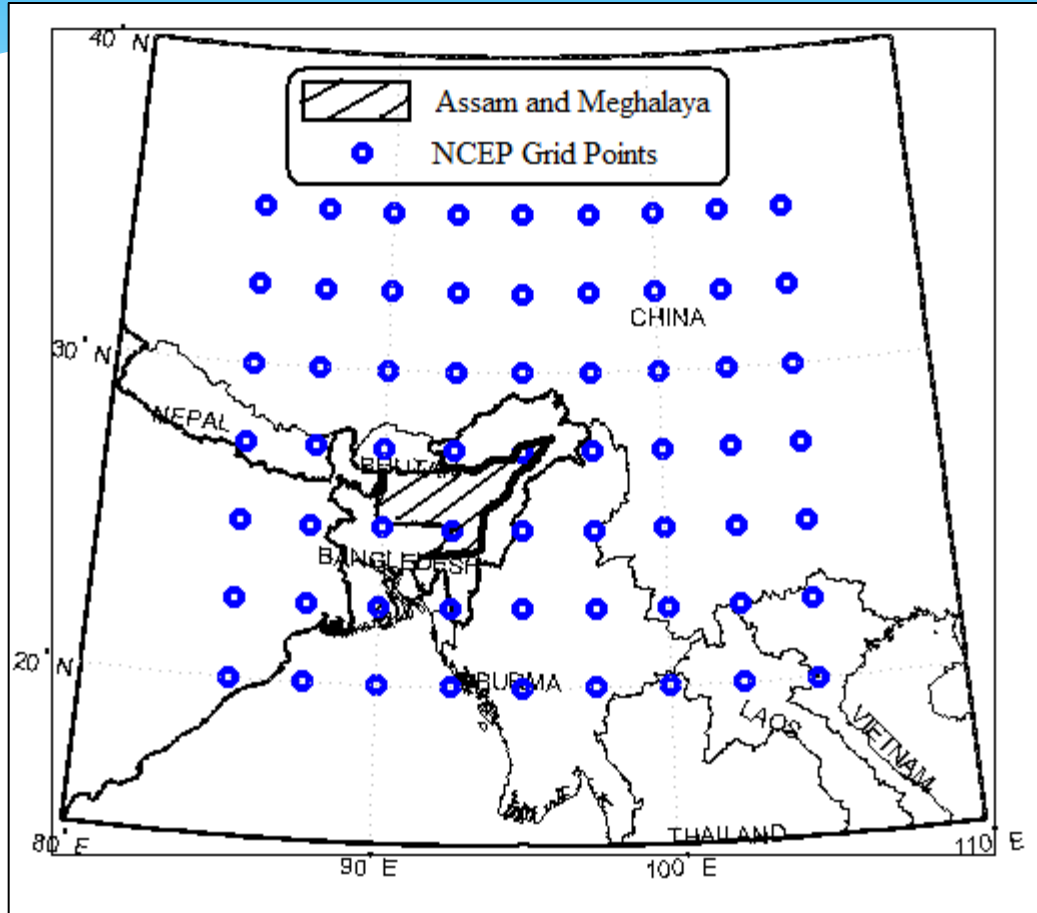 40° N
Assam and Meghalaya
NCEP Grid Points
CHINA
30° N
NEPAL
BHUTAN
BANGLEDESH
20° N
BURMA
LAOS
VIETNAM
THAILAND
80° E
90° E
100° E
110° E